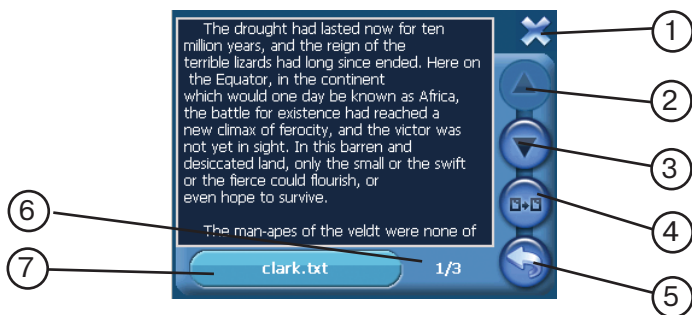 The drought had lasted now for ten
million years, and the reign of the
terrible lizards had long since ended. Here on
the Equator, in the continent
which would one day be known as Africa,
the battle for existence had reached a
new climax of ferocity, and the victor was
not yet in sight. In this barren and
desiccated land, only the small or the swift
or the fierce could flourish, or
even hope to survive.
The man-apes of the veldt were none of
clark.txt
1/3
1
2
3
4
5
6
7